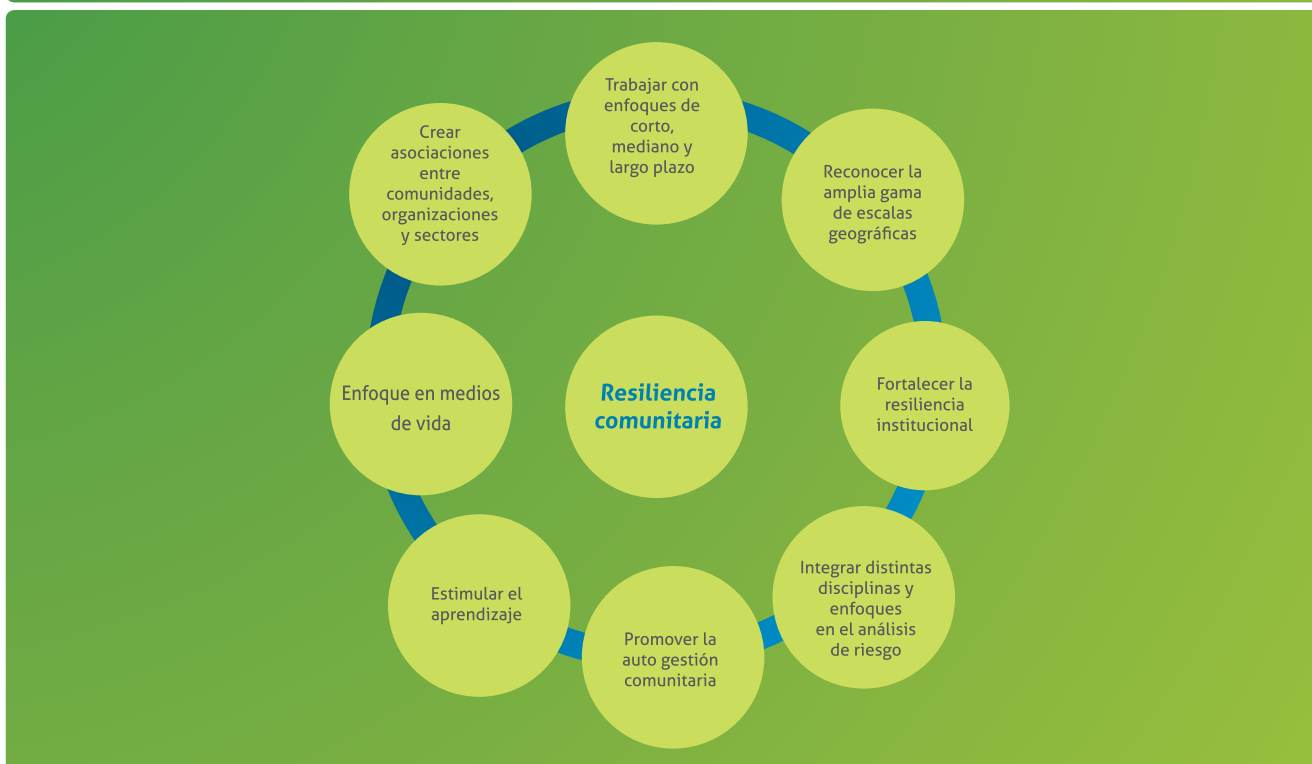 Trabajar con
enfoques de
corto,
mediano y
largo plazo
Reconocer la
amplia gama
de escalas
geográficas
Fortalecer la
resiliencia
institucional
Integrar distintas
disciplinas y
enfoques
en el análisis
de riesgo
Promover la
auto gestión
comunitaria
Estimular el
aprendizaje
Enfoque en medios
de vida
Crear
asociaciones
entre
comunidades,
organizaciones
y sectores
Resiliencia
comunitaria